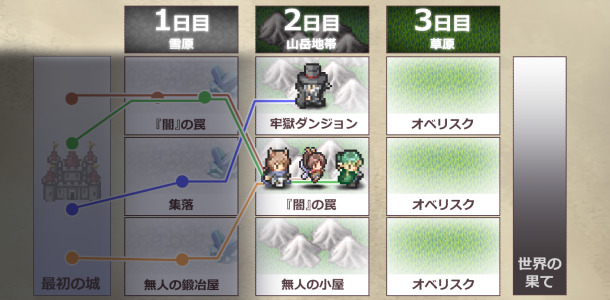 1日目
雪原
2日目
山岳地帯
3日目
草原
最初の城
『闇』の罠
牢獄ダンジョン
オベリスク
集落
『闇』の罠
オベリスク
無人の鍛冶屋
無人の小屋
オベリスク
世界の
果て